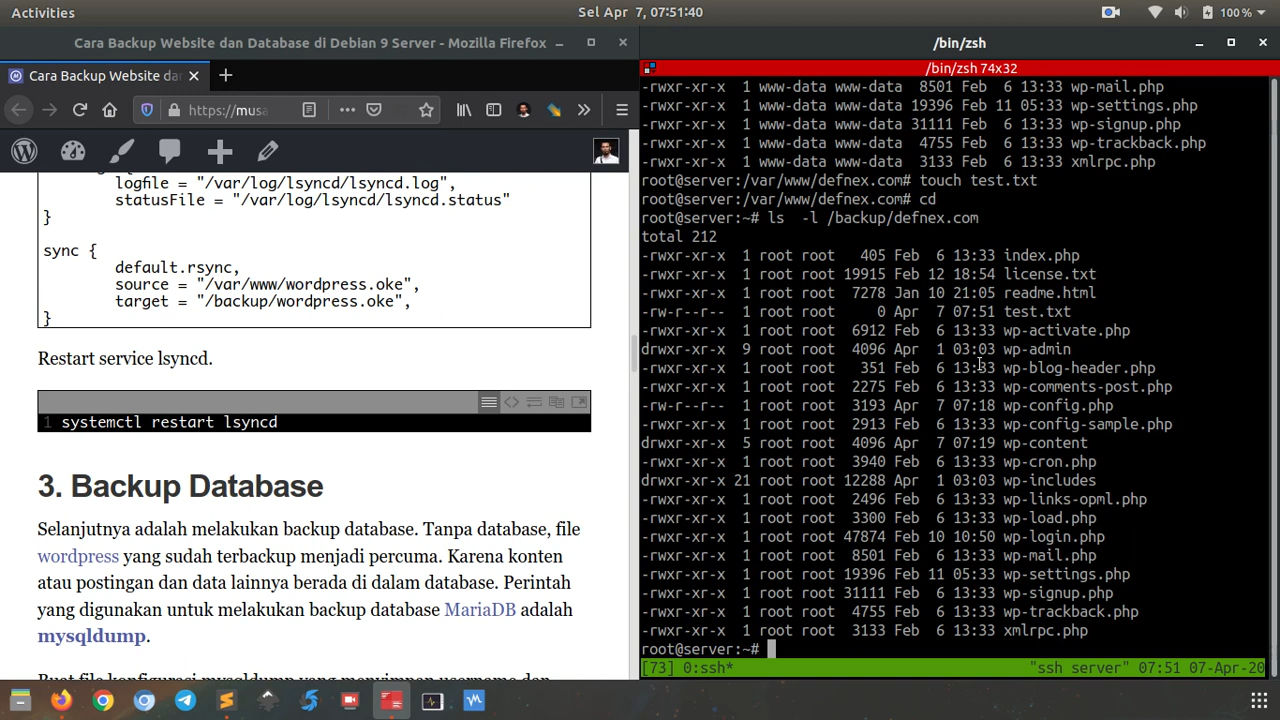 Activities
Sel Apr 7, 07:51:40
100 %
Cara Backup Website dan Database di Debian 9 Server - Mozilla Firefox
Cara Backup Website dan
https://musa
logfile = "/var/log/lsyncd/lsyncd.log",
statusFile = "/var/log/lsyncd/lsyncd.status"
}
sync {
default.rsync,
source = "/var/www/wordpress.oke",
target = "/backup/wordpress.oke",
}
Restart service lsyncd.
1 systemctl restart lsyncd
3. Backup Database
Selanjutnya adalah melakukan backup database. Tanpa database, file
wordpress yang sudah terbackup menjadi percuma. Karena konten
atau postingan dan data lainnya berada di dalam database. Perintah
yang digunakan untuk melakukan backup database MariaDB adalah
mysqldump.
Buat file konfigurasi mysqldump yang menyimpan username dan
/bin/zsh
/bin/zsh 74x32
-rwxr-xr-x 1 www-data www-data 8501 Feb 6 13:33 wp-mail.php
-rwxr-xr-x 1 www-data www-data 19396 Feb 11 05:33 wp-settings.php
-rwxr-xr-x 1 www-data www-data 31111 Feb 6 13:33 wp-signup.php
-rwxr-xr-x 1 www-data www-data 4755 Feb 6 13:33 wp-trackback.php
-rwxr-xr-x 1 www-data www-data 3133 Feb 6 13:33 xmlrpc.php
root@server:/var/www/defnex.com# touch test.txt
root@server:/var/www/defnex.com# cd
root@server:~# ls  -l /backup/defnex.com
total 212
-rwxr-xr-x 1 root root 405 Feb 6 13:33 index.php
-rwxr-xr-x 1 root root 19915 Feb 12 18:54 license.txt
-rwxr-xr-x 1 root root 7278 Jan 10 21:05 readme.html
-rw-r--r-- 1 root root 0 Apr 7 07:51 test.txt
-rwxr-xr-x 1 root root 6912 Feb 6 13:33 wp-activate.php
drwxr-xr-x 9 root root 4096 Apr 1 03:03 wp-admin
-rwxr-xr-x 1 root root 351 Feb 6 13:33 wp-blog-header.php
-rwxr-xr-x 1 root root 2275 Feb 6 13:33 wp-comments-post.php
-rw-r--r-- 1 root root 3193 Apr 7 07:18 wp-config.php
-rwxr-xr-x 1 root root 2913 Feb 6 13:33 wp-config-sample.php
drwxr-xr-x 5 root root 4096 Apr 7 07:19 wp-content
-rwxr-xr-x 1 root root 3940 Feb 6 13:33 wp-cron.php
drwxr-xr-x 21 root root 12288 Apr 1 03:03 wp-includes
-rwxr-xr-x 1 root root 2496 Feb 6 13:33 wp-links-opml.php
-rwxr-xr-x 1 root root 3300 Feb 6 13:33 wp-load.php
-rwxr-xr-x 1 root root 47874 Feb 10 10:50 wp-login.php
-rwxr-xr-x 1 root root 8501 Feb 6 13:33 wp-mail.php
-rwxr-xr-x 1 root root 19396 Feb 11 05:33 wp-settings.php
-rwxr-xr-x 1 root root 31111 Feb 6 13:33 wp-signup.php
-rwxr-xr-x 1 root root 4755 Feb 6 13:33 wp-trackback.php
-rwxr-xr-x 1 root root 3133 Feb 6 13:33 xmlrpc.php
root@server:~#
[73] 0:ssh* "ssh server" 07:51 07-Apr-20